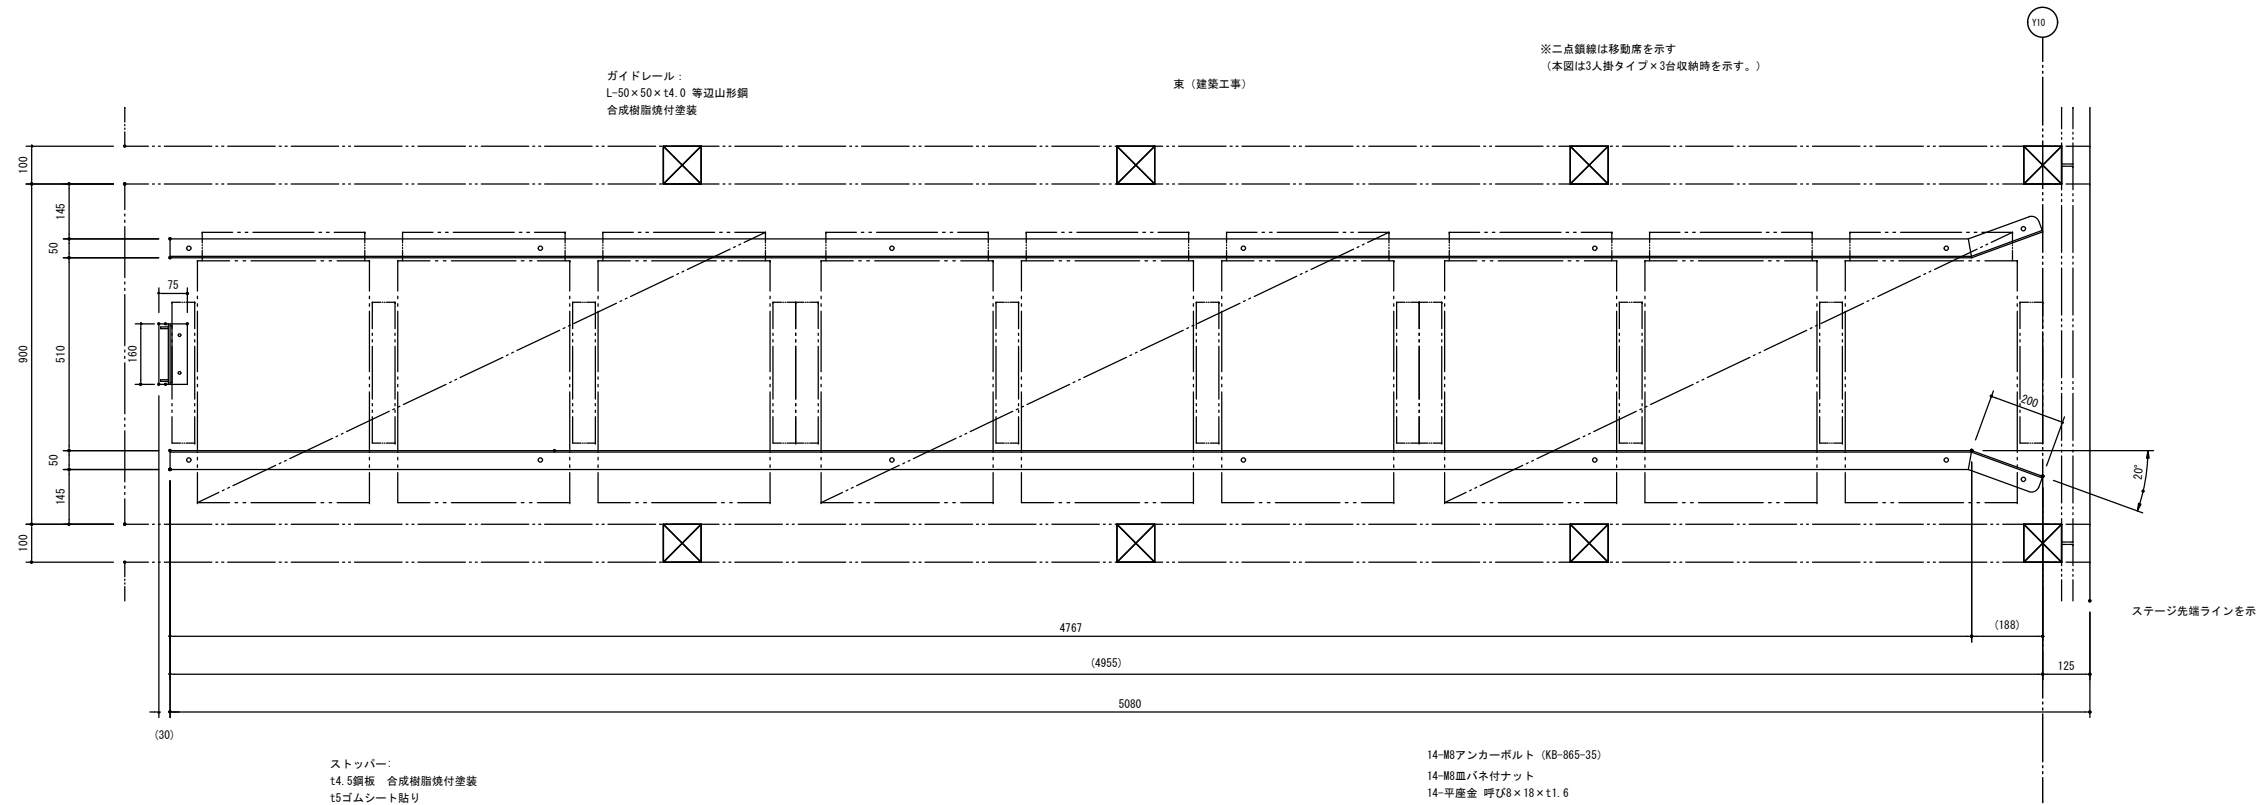 Y10
※二点鎖線は移動席を示す
（本図は3人掛タイプ×3台収納時を示す。）
ガイドレール：
L-50×50×t4.0 等辺山形鋼
合成樹脂焼付塗装
束（建築工事）
100
145
50
75
900
510
160
50
145
100
200
20°
ステージ先端ラインを示
4767
(188)
(4955)
125
5080
(30)
ストッパー：
t4.5鋼板　合成樹脂焼付塗装
t5ゴムシート貼り
14-M8アンカーボルト（KB-865-35）
14-M8皿バネ付ナット
14-平座金 呼び8×18×t1.6